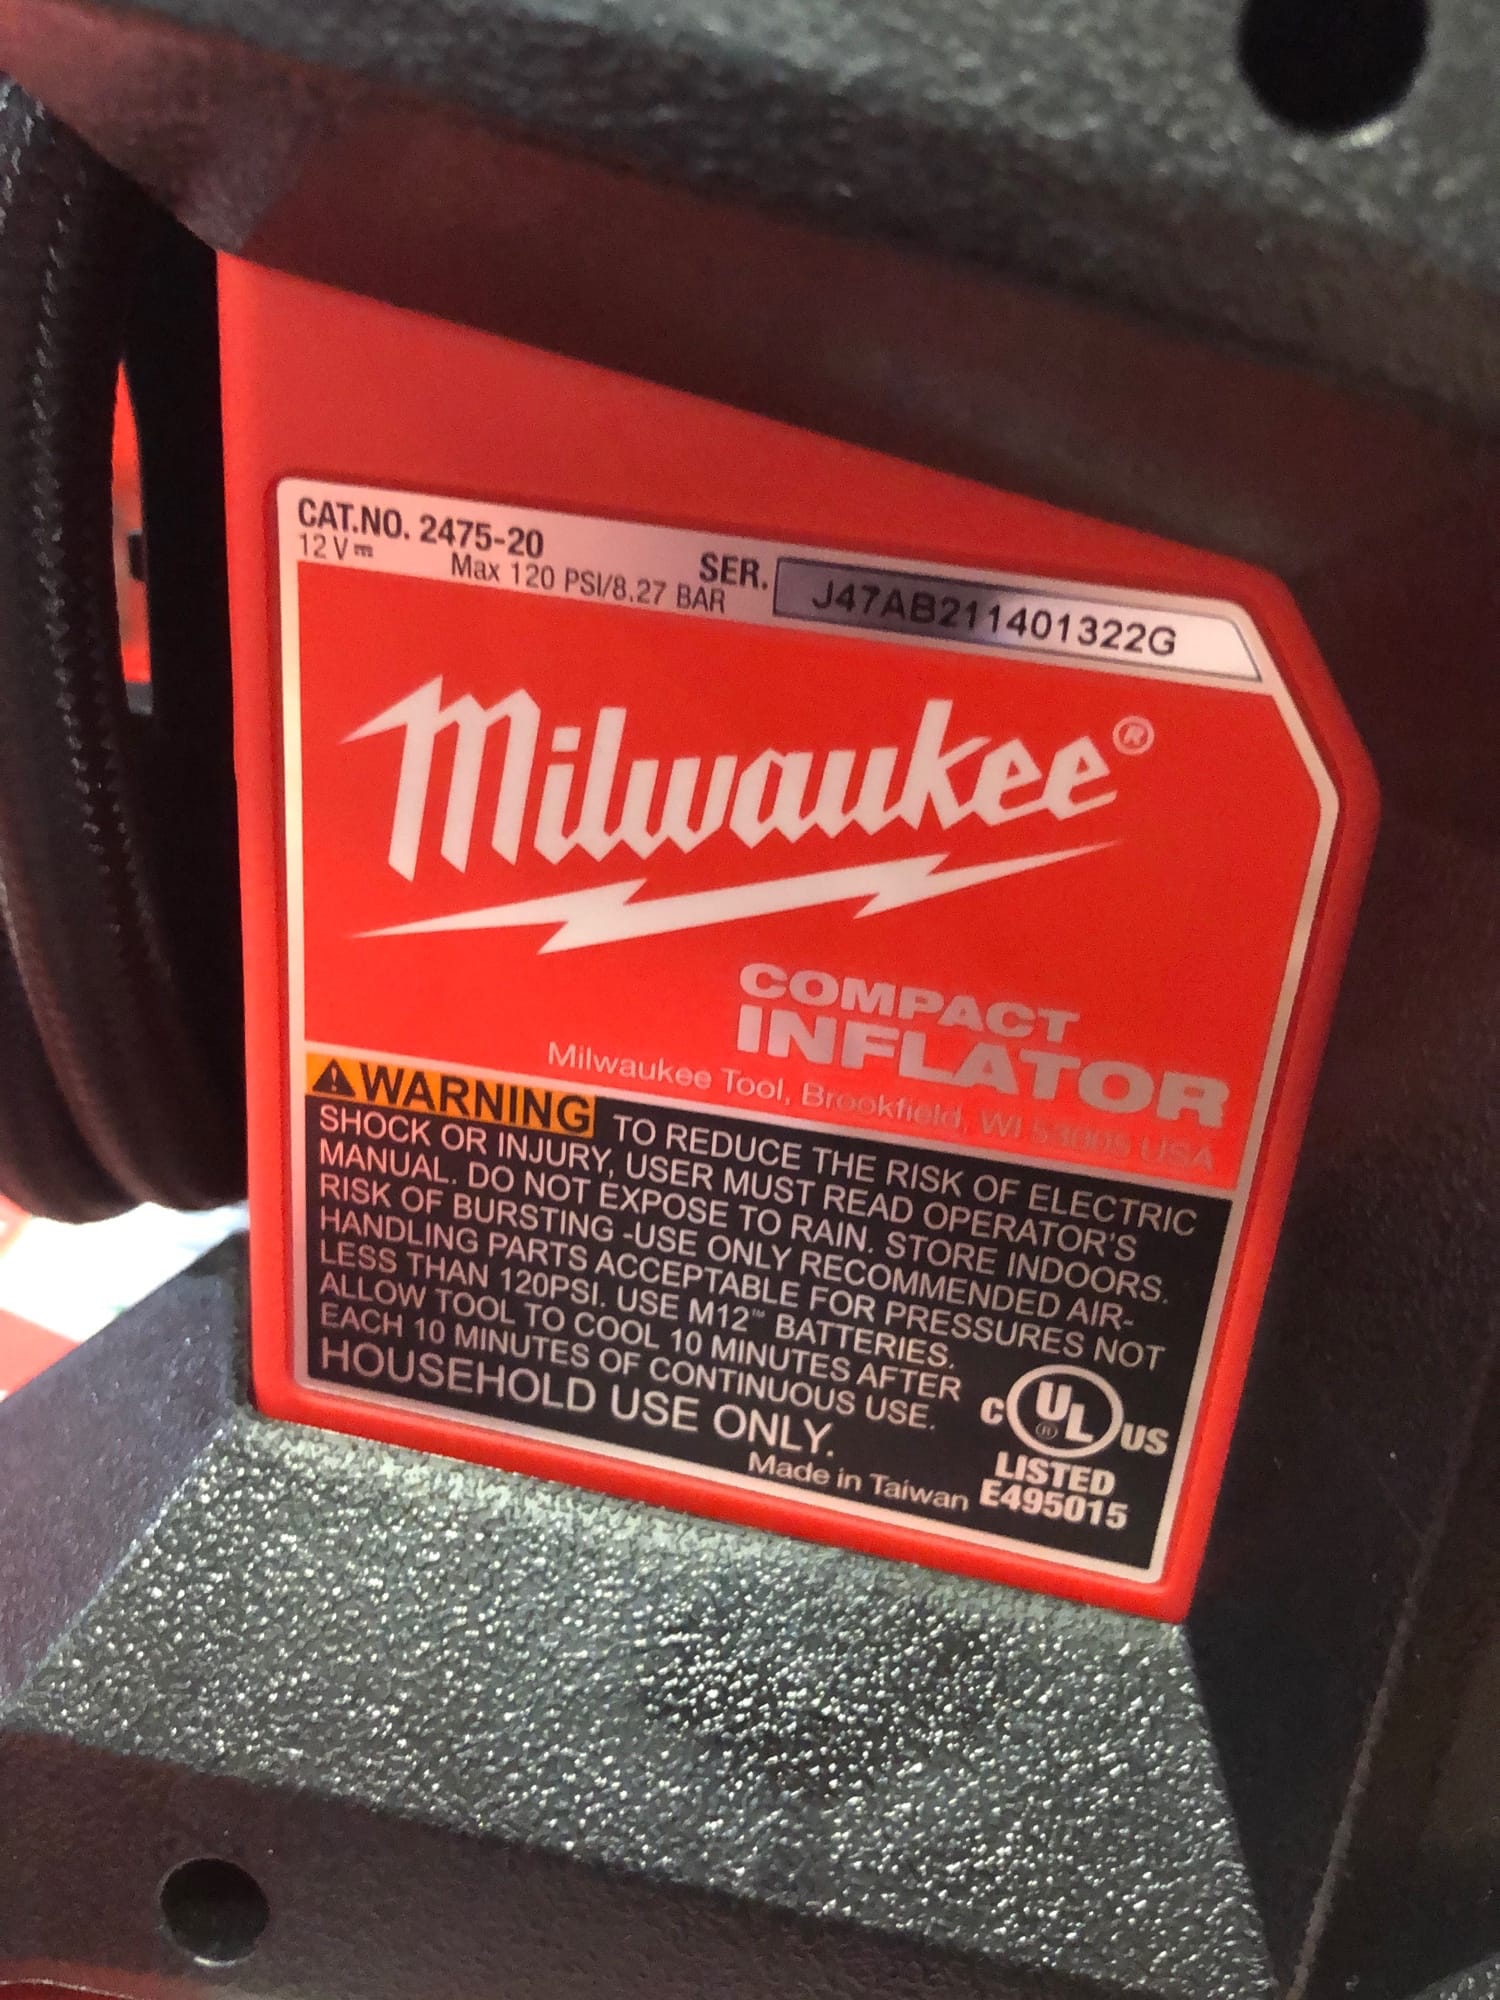 CAT.NO. 2475-20
12 V⎓ Max 120 PSI/8.27 BAR
SER. J47AB211401322G
Milwaukee®
COMPACT
INFLATOR
Milwaukee Tool, Brookfield, WI 53005 USA
⚠WARNING TO REDUCE THE RISK OF ELECTRIC
SHOCK OR INJURY, USER MUST READ OPERATOR'S
MANUAL. DO NOT EXPOSE TO RAIN. STORE INDOORS.
RISK OF BURSTING -USE ONLY RECOMMENDED AIR-
HANDLING PARTS ACCEPTABLE FOR PRESSURES NOT
LESS THAN 120PSI. USE M12™ BATTERIES.
ALLOW TOOL TO COOL 10 MINUTES AFTER
EACH 10 MINUTES OF CONTINUOUS USE.
HOUSEHOLD USE ONLY.
Made in Taiwan
C UL® US
LISTED
E495015